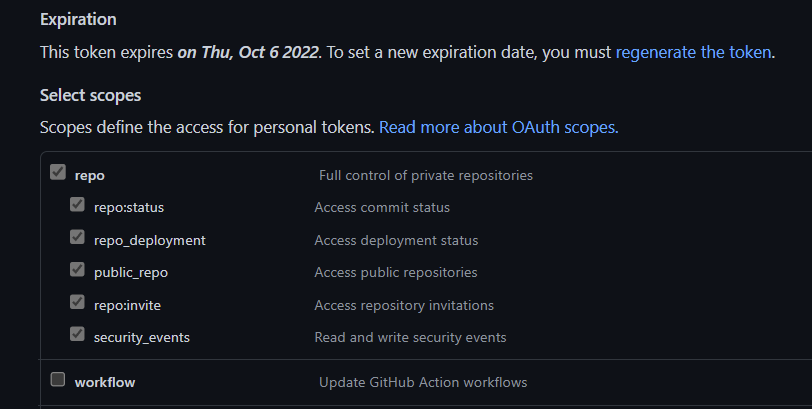 Expiration
This token expires on Thu, Oct 6 2022. To set a new expiration date, you must regenerate the token.
Select scopes
Scopes define the access for personal tokens. Read more about OAuth scopes.
repo Full control of private repositories
repo:status Access commit status
repo_deployment Access deployment status
public_repo Access public repositories
repo:invite Access repository invitations
security_events Read and write security events
workflow Update GitHub Action workflows